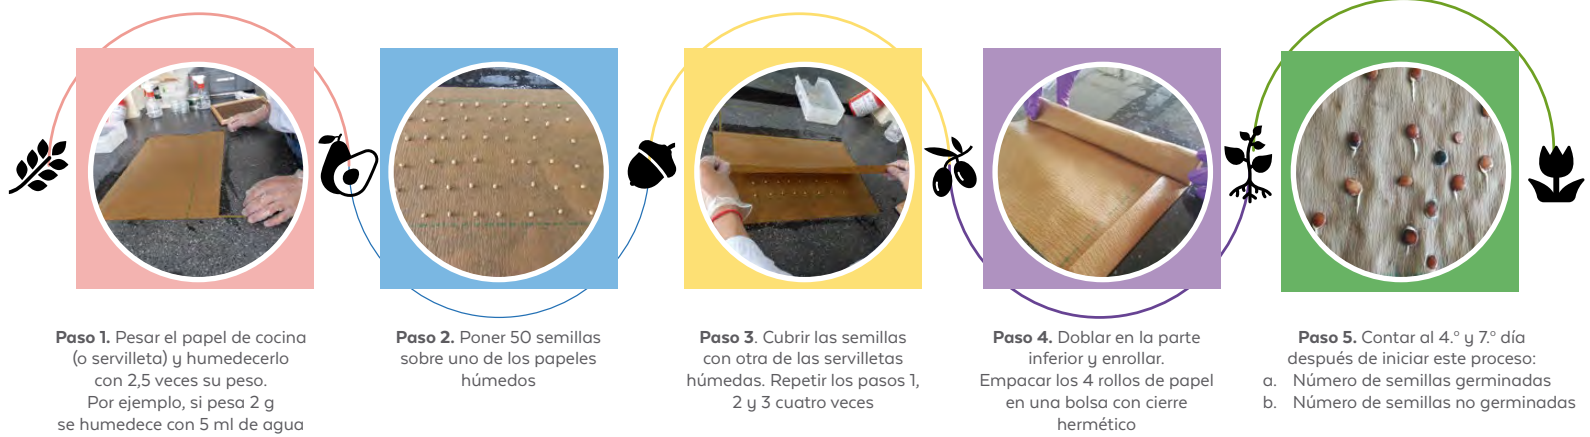 Paso 1. Pesar el papel de cocina
(o servilleta) y humedecerlo
con 2,5 veces su peso.
Por ejemplo, si pesa 2 g
se humedece con 5 ml de agua
Paso 2. Poner 50 semillas
sobre uno de los papeles
húmedos
Paso 3. Cubrir las semillas
con otra de las servilletas
húmedas. Repetir los pasos 1,
2 y 3 cuatro veces
Paso 4. Doblar en la parte
inferior y enrollar.
Empacar los 4 rollos de papel
en una bolsa con cierre
hermético
Paso 5. Contar al 4.° y 7.° día
después de iniciar este proceso:
a. Número de semillas germinadas
b. Número de semillas no germinadas